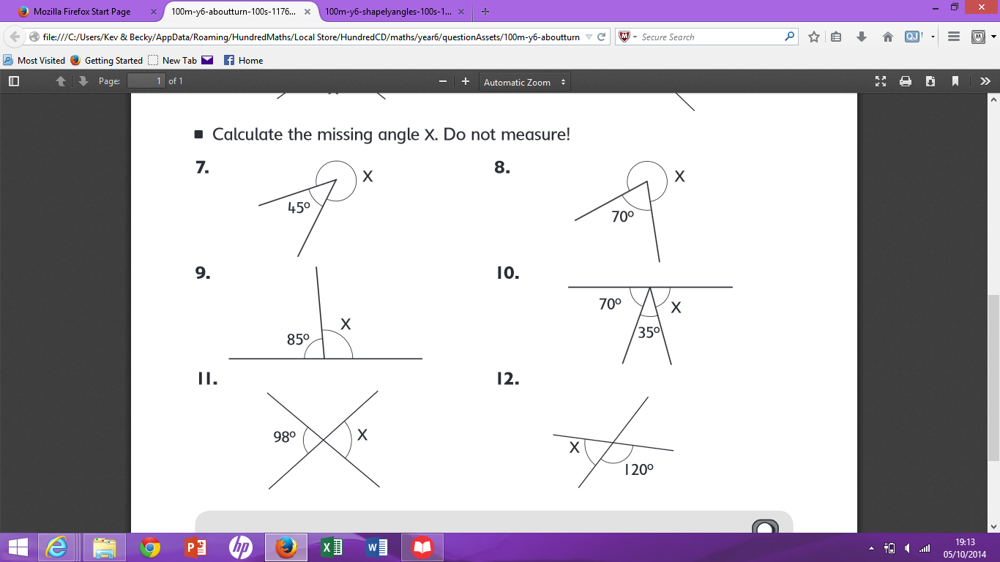 Mozilla Firefox Start Page
100m-y6-aboutturn-100s-1176...
100m-y6-shapelyangles-100s-1...
file:///C:/Users/Kev & Becky/AppData/Roaming/HundredMaths/Local Store/HundredCD/maths/year6/questionAssets/100m-y6-aboutturn
Secure Search
QJ !
Most Visited
Getting Started
New Tab
Home
Page:
1
of 1
Automatic Zoom
Calculate the missing angle X. Do not measure!
7.
X
45º
8.
X
70º
9.
85º
X
10.
70º
35º
X
11.
98º
X
12.
X
120º
19:13
05/10/2014